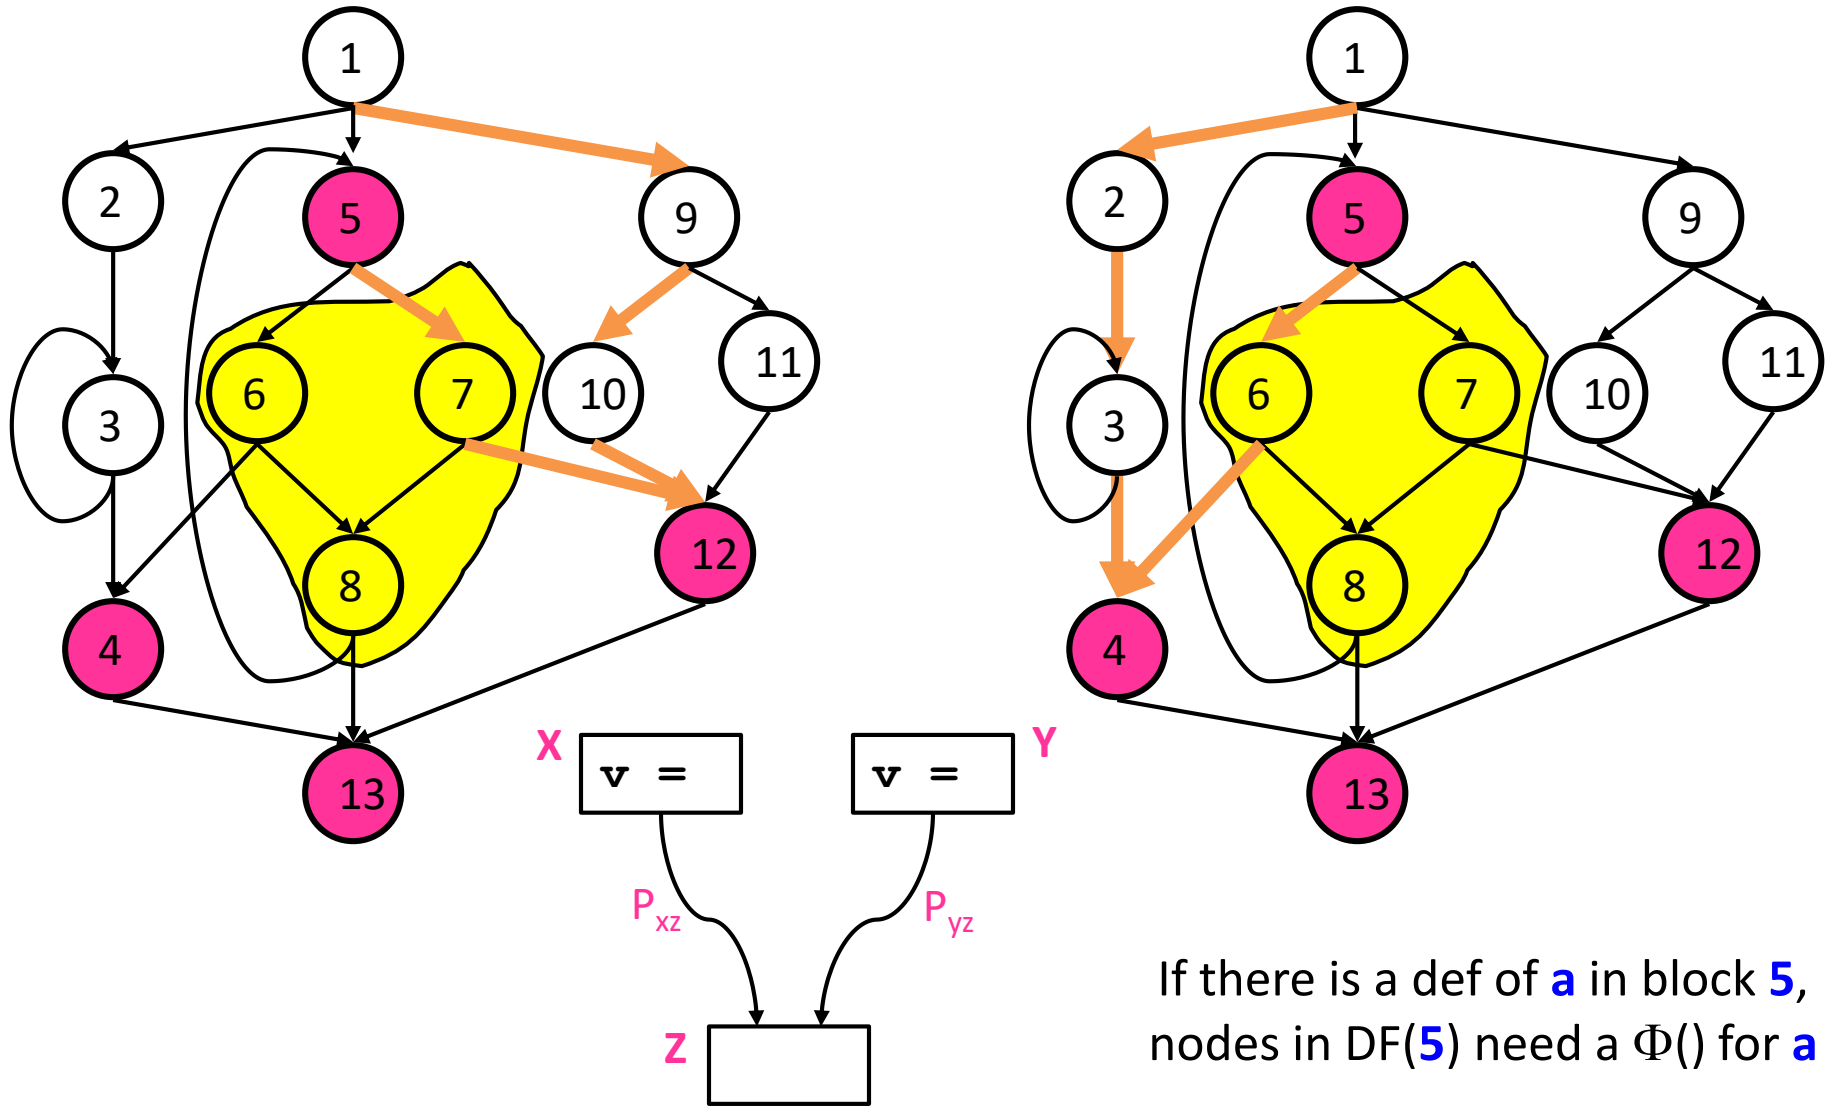 1
2
5
9
6
7
10
11
3
8
12
4
13
1
2
5
9
6
7
10
11
3
8
12
4
13
X
v =
v =
Y
Pxz
Pyz
Z
If there is a def of a in block 5,
nodes in DF(5) need a Φ() for a